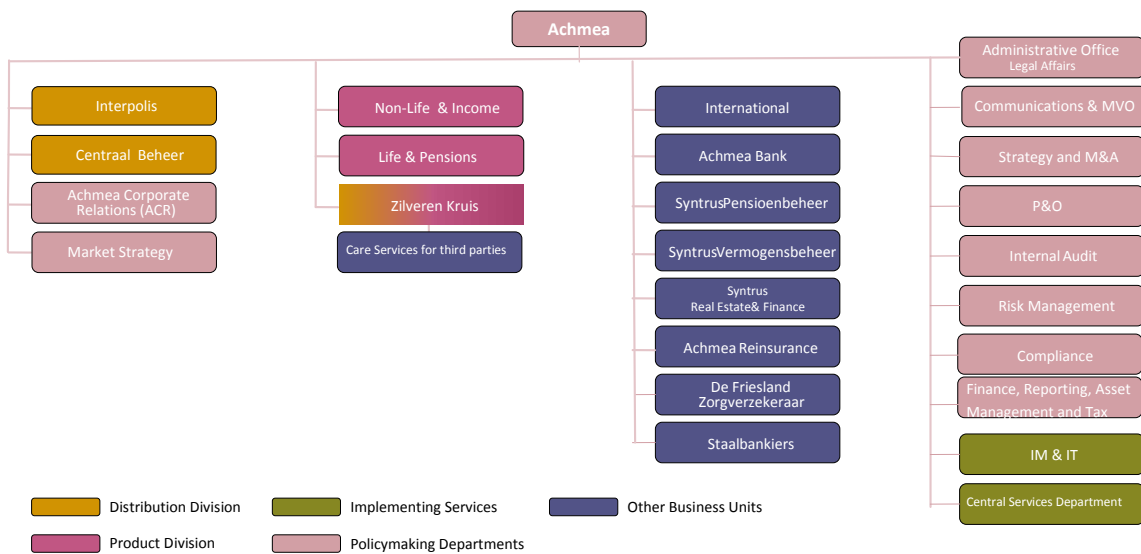 Achmea
Interpolis
Centraal Beheer
Achmea Corporate
Relations (ACR)
Market Strategy
Non-Life & Income
Life & Pensions
Zilveren Kruis
Care Services for third parties
International
Achmea Bank
SyntrusPensioenbeheer
SyntrusVermogensbeheer
Syntrus
Real Estate& Finance
Achmea Reinsurance
De Friesland
Zorgverzekeraar
Staalbankiers
Administrative Office
Legal Affairs
Communications & MVO
Strategy and M&A
P&O
Internal Audit
Risk Management
Compliance
Finance, Reporting, Asset
Management and Tax
IM & IT
Central Services Department
Distribution Division
Implementing Services
Other Business Units
Product Division
Policymaking Departments